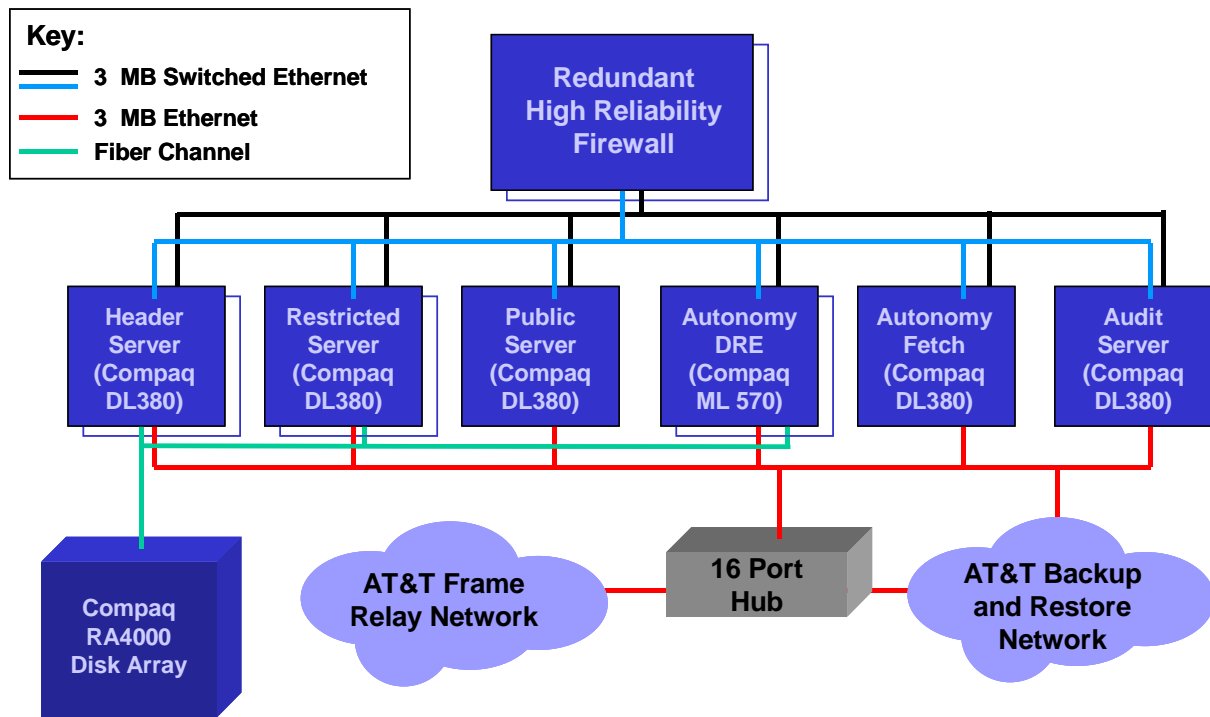 Key:
3 MB Switched Ethernet
3 MB Ethernet
Fiber Channel
Redundant
High Reliability
Firewall
Header
Server
(Compaq
DL380)
Restricted
Server
(Compaq
DL380)
Public
Server
(Compaq
DL380)
Autonomy
DRE
(Compaq
ML 570)
Autonomy
Fetch
(Compaq
DL380)
Audit
Server
(Compaq
DL380)
Compaq
RA4000
Disk Array
AT&T Frame
Relay Network
16 Port
Hub
AT&T Backup
and Restore
Network